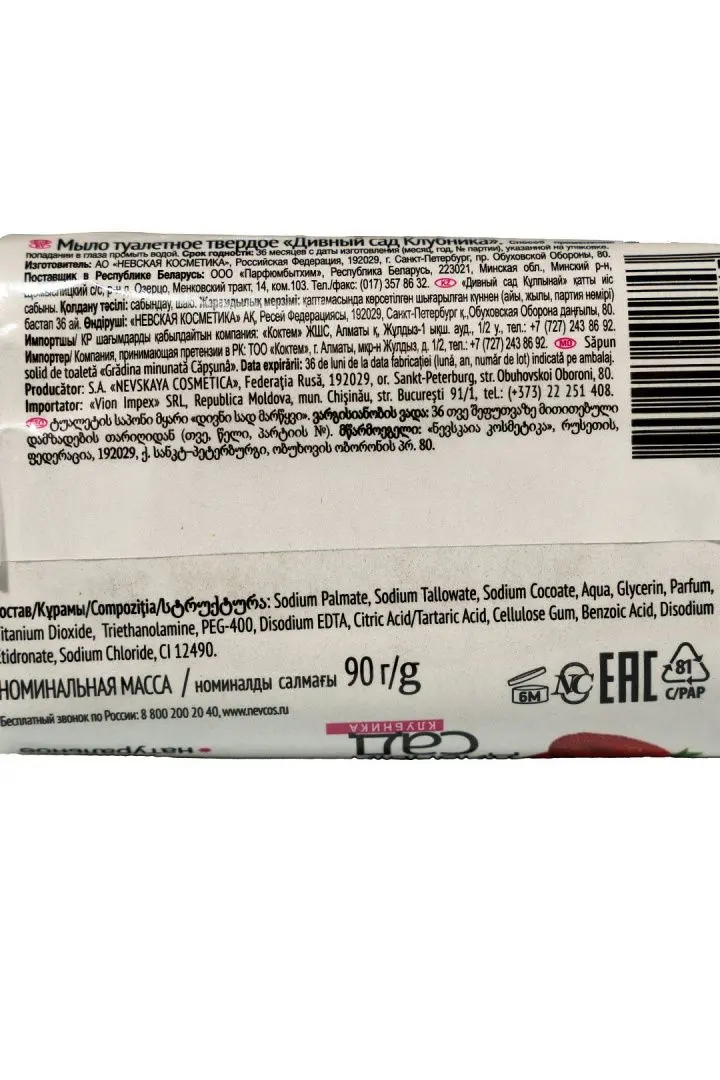 Мыло туалетное твердое «Дивный сад Клубника».
попадании в глаза промыть водой. Срок годности: 36 месяцев с даты изготовления (месяц, год, № партии), указанной на упаковке.
Изготовитель: АО «НЕВСКАЯ КОСМЕТИКА», Российская Федерация, 192029, г. Санкт-Петербург, пр. Обуховской Обороны, 80.
Поставщик в Республике Беларусь: ООО «Парфюмбытхим», Республика Беларусь, 223021, Минская обл., Минский р-н,
с/с, р-н д. Озерцо, Менковский тракт, 14, ком.103. Тел./факс: (017) 357 86 32. KZ «Дивный сад Құлпынай» қатты иіс
сабыны. Қолдану тәсілі: сабындау, шаю. Жарамдылық мерзімі: қаптамасында көрсетілген шығарылған күннен (айы, жылы, партия нөмірі)
бастап 36 ай. Өндіруші: «НЕВСКАЯ КОСМЕТИКА» АҚ, Ресей Федерациясы, 192029, Санкт-Петербург қ.,Обуховская Оборона даңғылы, 80.
Импортшы/ КР шағымдарды қабылдайтын компания: «Коктем» ЖШС, Алматы қ, Жұлдыз-1 ықш. ауд., 1/2 у., тел.: +7 (727) 243 86 92.
Импортер/ Компания, принимающая претензии в РК: ТОО «Коктем», г. Алматы, мкр-н Жулдыз, д. 1/2, тел.: +7 (727) 243 86 92. MD Săpun
solid de toaletă «Grădina minunată Căpșună». Data expirării: 36 de luni de la data fabricației (lună, an, număr de lot) indicată pe ambalaj.
Producător: S.A. «NEVSKAYA COSMETICA», Federația Rusă, 192029, or. Sankt-Peterburg, str. Obuhovskoi Oboroni, 80.
Importator: «Vion Impex» SRL, Republica Moldova, mun. Chișinău, str. București 91/1, tel.: (+373) 22 251 408.
ტუალეტის საპონი მყარი «დივნი სად მარწყვი». ვარგისიანობის ვადა: 36 თვე შეფუთვაზე მითითებული
დამზადების თარიღიდან (თვე, წელი, პარტიის №). მწარმოებელი: «ნევსკაია კოსმეტიკა», რუსეთის,
ფედერაცია, 192029, ქ. სანკტ-პეტერბურგი, ობუხოვის ობორონის პრ. 80.
остав/Құрамы/Compoziția/სტრუქტურა: Sodium Palmate, Sodium Tallowate, Sodium Cocoate, Aqua, Glycerin, Parfum,
itanium Dioxide, Triethanolamine, PEG-400, Disodium EDTA, Citric Acid/Tartaric Acid, Cellulose Gum, Benzoic Acid, Disodium
tidronate, Sodium Chloride, CI 12490.
НОМИНАЛЬНАЯ МАССА / номиналды салмағы 90 г/g
6M NC EAC 81 C/PAP
Бесплатный звонок по России: 8 800 200 20 40, www.nevcos.ru
КЛУБНИКА
сад
• натуральное